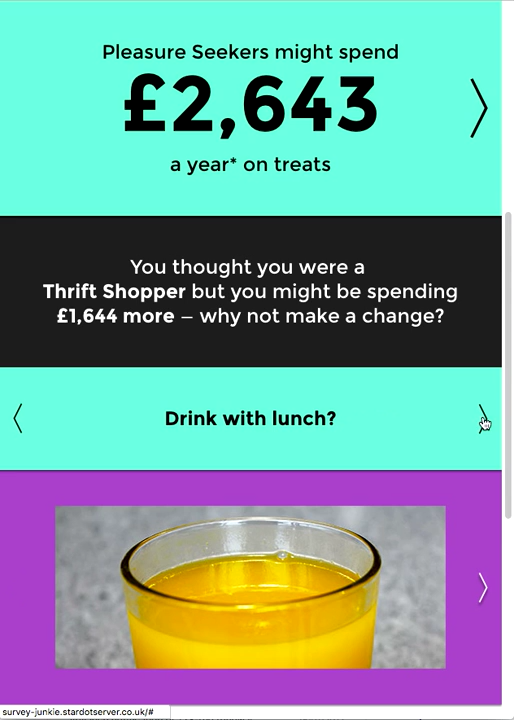 Pleasure Seekers might spend
£2,643
a year* on treats
You thought you were a
Thrift Shopper but you might be spending
£1,644 more – why not make a change?
Drink with lunch?
survey-junkie.stardotserver.co.uk/#